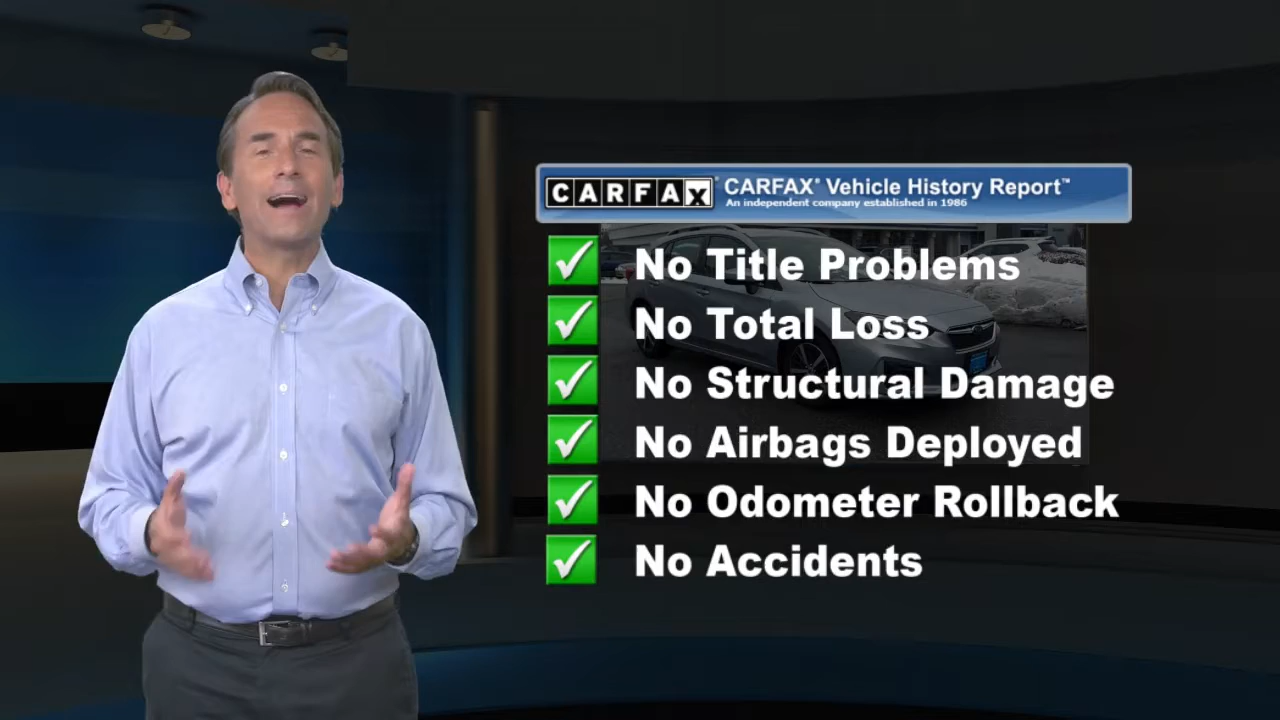 CARFAX® CARFAX® Vehicle History Report™
An independent company established in 1986
No Title Problems
No Total Loss
No Structural Damage
No Airbags Deployed
No Odometer Rollback
No Accidents